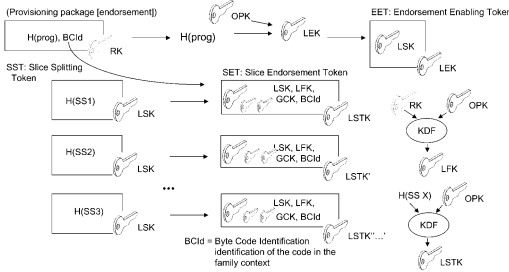 (Provisioning package [endorsement])
OPK
EET: Endorsement Enabling Token
H(prog), BCId
RK
H(prog)
LEK
LSK
LEK
SST: Slice Splitting
Token
SET: Slice Endorsement Token
H(SS1)
LSK
LSK, LFK,
GCK, BCId
LSTK
RK
OPK
KDF
LFK
H(SS2)
LSK
LSK, LFK,
GCK, BCId
LSTK'
...
H(SS3)
LSK
LSK, LFK,
GCK, BCId
LSTK''...'
H(SS X)
OPK
KDF
LSTK
BCId = Byte Code Identification
identification of the code in the
family context